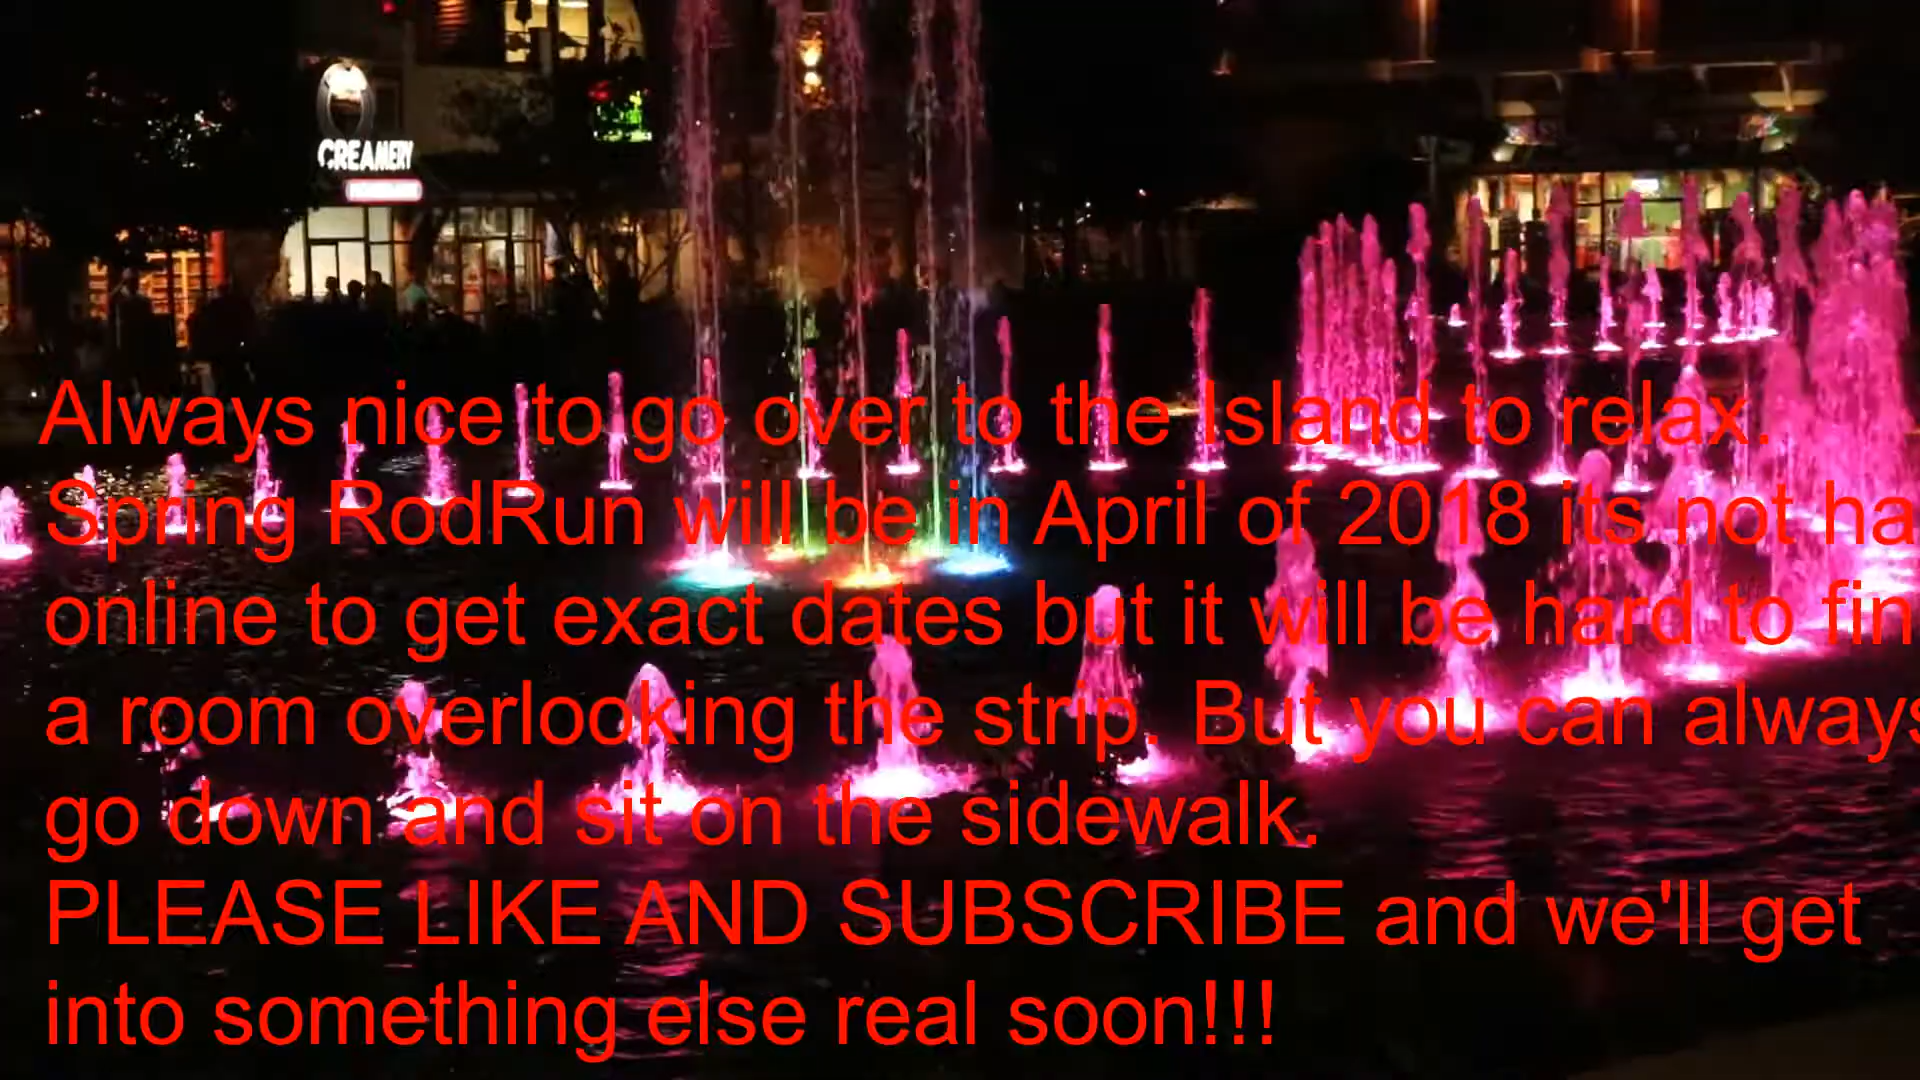 CREAMERY
Always nice to go over to the Island to relax.
Spring RodRun will be in April of 2018 its not ha
online to get exact dates but it will be hard to fin
a room overlooking the strip. But you can always
go down and sit on the sidewalk.
PLEASE LIKE AND SUBSCRIBE and we'll get
into something else real soon!!!